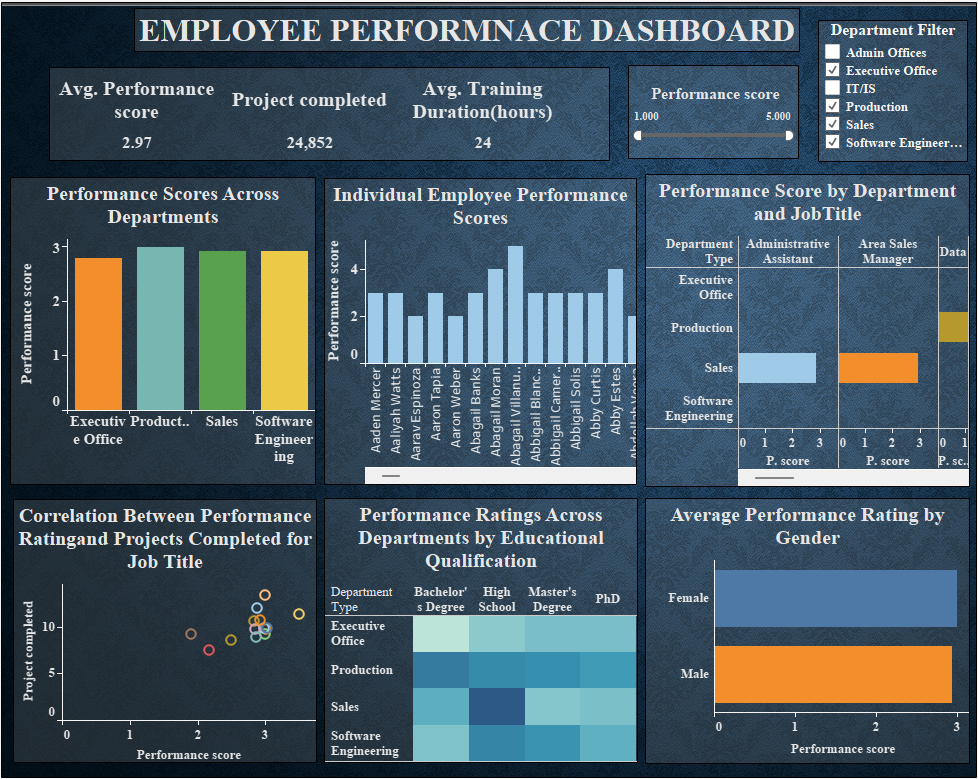 EMPLOYEE PERFORMNACE DASHBOARD
Department Filter
Admin Offices
Executive Office
IT/IS
Production
Sales
Software Engineer...
Avg. Performance
score
2.97
Project completed
24,852
Avg. Training
Duration(hours)
24
Performance score
1.000 5.000
Performance Scores Across
Departments
Performance score
3
2
1
0
Executiv
e Office
Product..
Sales
Software
Engineer
ing
Individual Employee Performance
Scores
Performance score
4
2
0
Aaden Mercer
Aaliyah Watts
Aarav Espinoza
Aaron Tapia
Aaron Weber
Abagail Banks
Abagail Moran
Abagail Villanu..
Abbigail Blanc..
Abbigail Camer..
Abbigail Solis
Abby Curtis
Abby Estes
Performance Score by Department
and JobTitle
Department
Type
Administrative
Assistant
Area Sales
Manager
Data
Executive
Office
Production
Sales
Software
Engineering
0 1 2 3 0 1 2 3 0 1
P. score P. score P. sc..
Correlation Between Performance
Ratingand Projects Completed for
Job Title
Project completed
10
5
0
0 1 2 3
Performance score
Performance Ratings Across
Departments by Educational
Qualification
Department
Type
Bachelor'
s Degree
High
School
Master's
Degree
PhD
Executive
Office
Production
Sales
Software
Engineering
Average Performance Rating by
Gender
Female
Male
0 1 2 3
Performance score